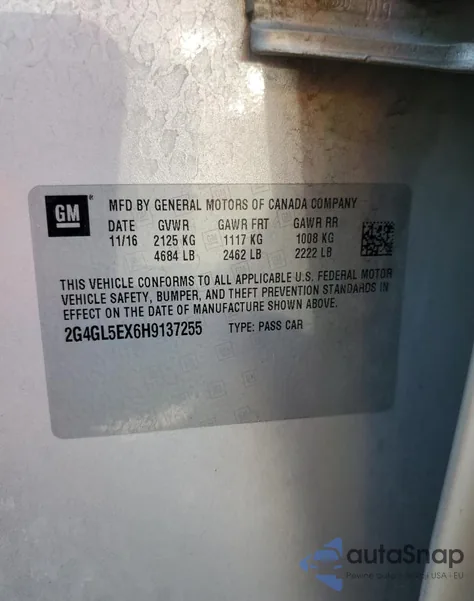 GM ®
MFD BY GENERAL MOTORS OF CANADA COMPANY
DATE GVWR GAWR FRT GAWR RR
11/16 2125 KG 1117 KG 1008 KG
4684 LB 2462 LB 2222 LB
THIS VEHICLE CONFORMS TO ALL APPLICABLE U.S. FEDERAL MOTOR
VEHICLE SAFETY, BUMPER, AND THEFT PREVENTION STANDARDS IN
EFFECT ON THE DATE OF MANUFACTURE SHOWN ABOVE.
2G4GL5EX6H9137255 TYPE: PASS CAR
autoSnap
USA - EU